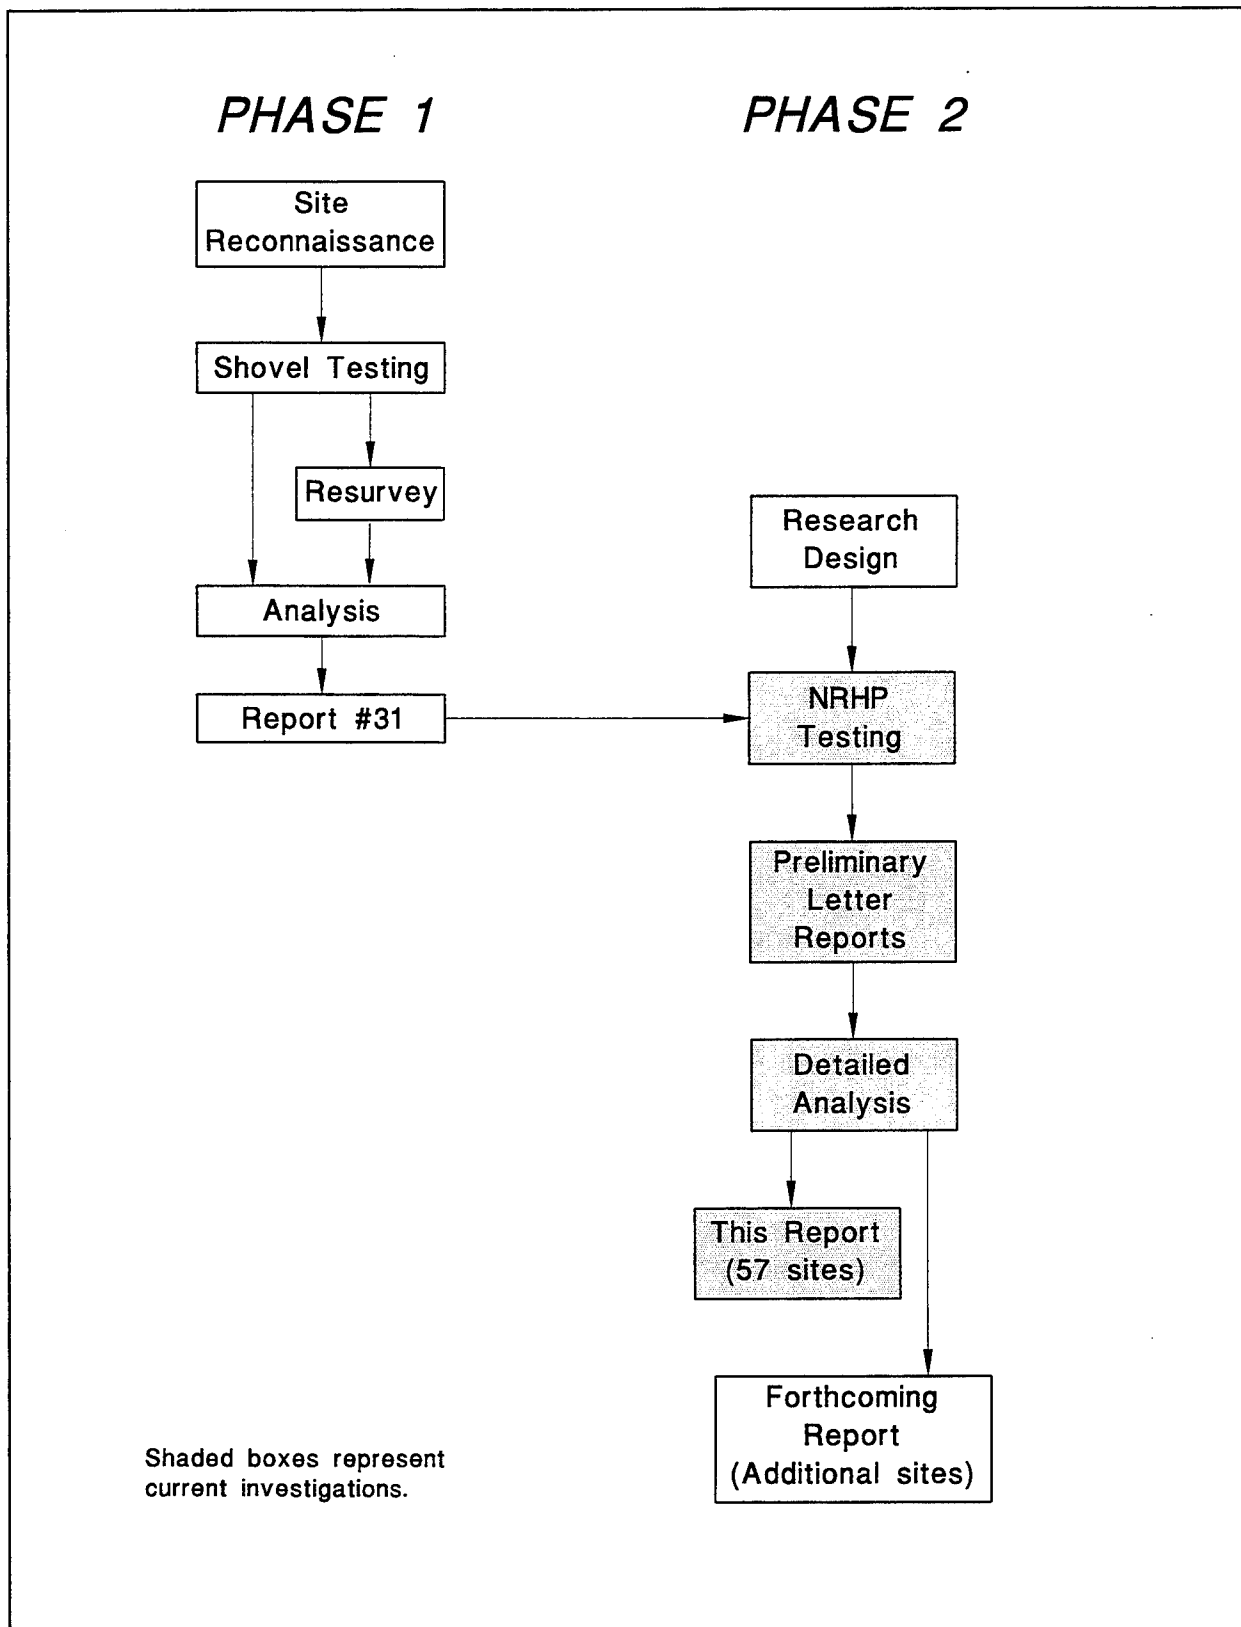 PHASE 1
Site
Reconnaissance
Shovel Testing
Resurvey
Analysis
Report #31
PHASE 2
Research
Design
NRHP
Testing
Preliminary
Letter
Reports
Detailed
Analysis
This Report
(57 sites)
Forthcoming
Report
(Additional sites)
Shaded boxes represent
current investigations.